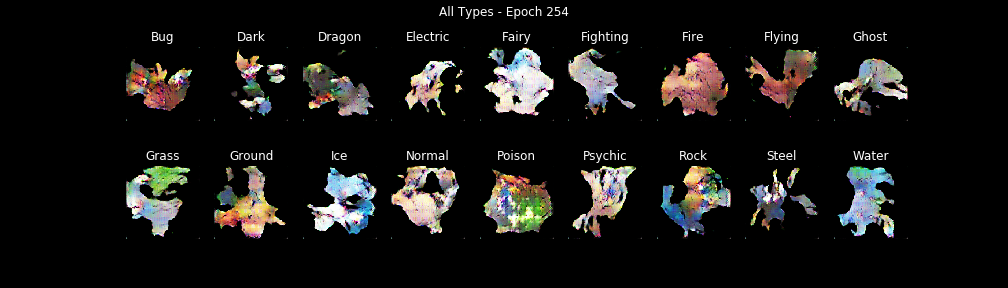 All Types - Epoch 254
Bug Dark Dragon Electric Fairy Fighting Fire Flying Ghost
Grass Ground Ice Normal Poison Psychic Rock Steel Water